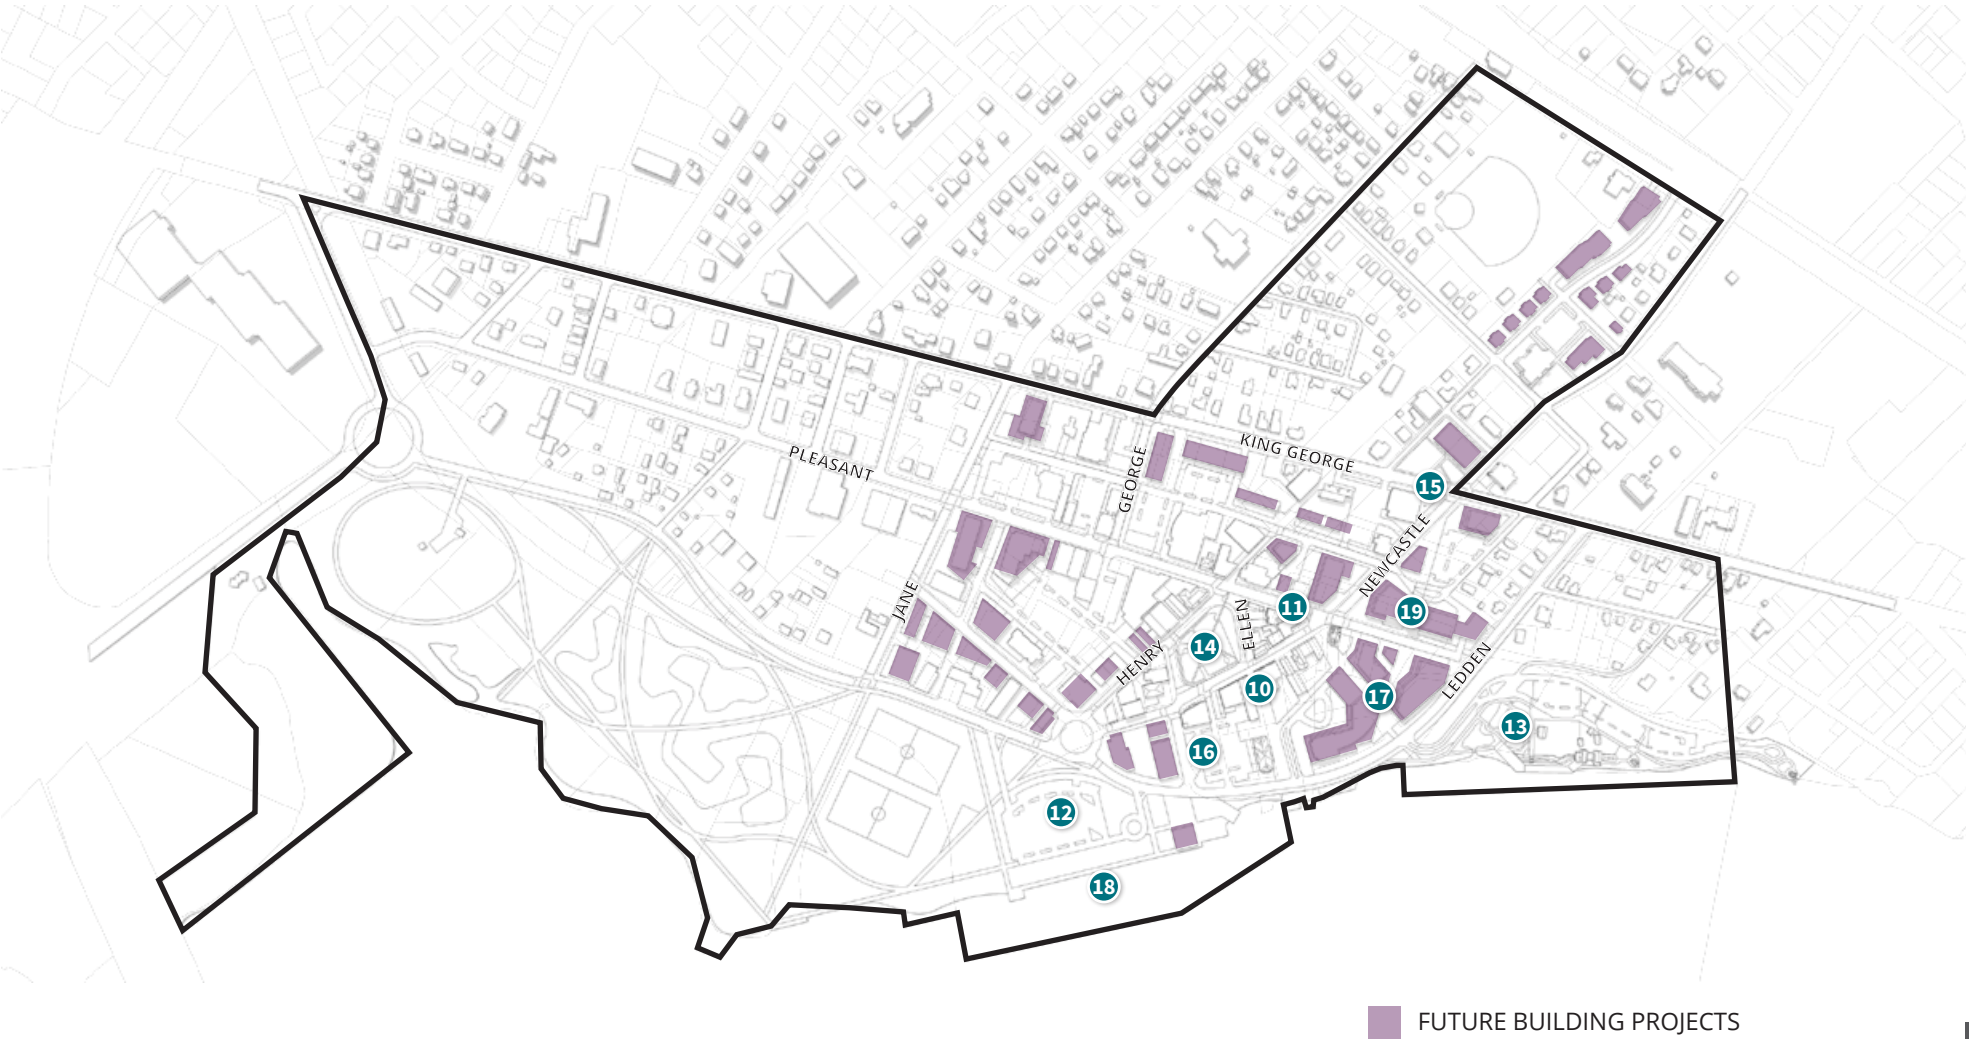 KING GEORGE
PLEASANT
GEORGE
15
NEWCASTLE
JANE
11
19
ELLEN
14
HENRY
LEDDEN
10
17
13
16
12
18
FUTURE BUILDING PROJECTS